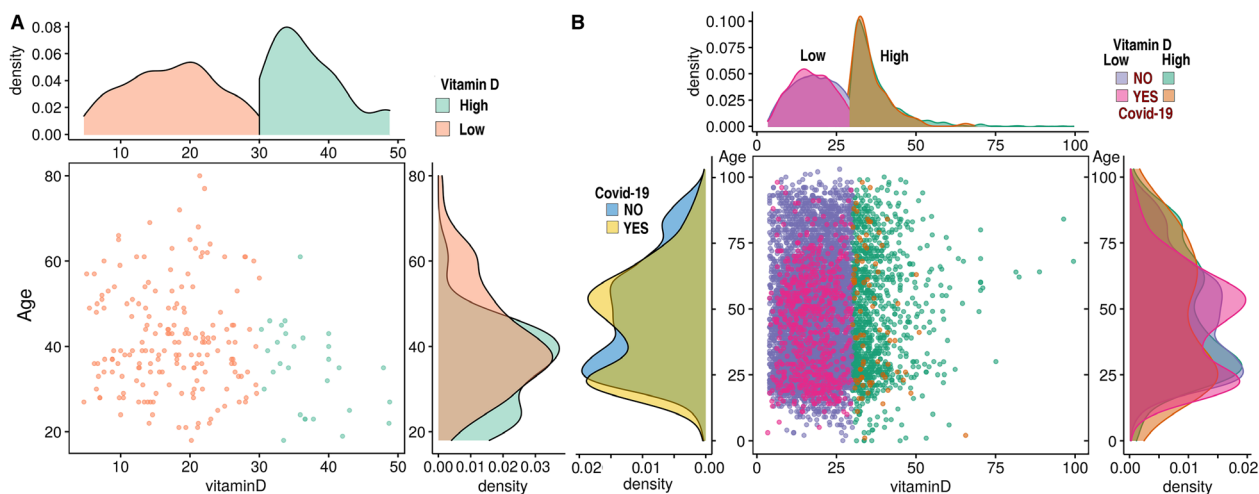 A
density
0.08
0.06
0.04
0.02
0.00
10
20
30
40
50
Vitamin D
High
Low
Age
80
60
40
20
10
20
30
40
50
vitaminD
80
60
40
20
0.00
0.01
0.02
0.03
density
B
density
0.100
0.075
0.050
0.025
0.000
Low
High
0
25
50
75
100
Vitamin D
Low High
NO
YES
Covid-19
Covid-19
NO
YES
0.02
0.01
0.00
density
Age
100
75
50
25
0
0
25
50
75
100
vitaminD
Age
100
75
50
25
0
0.00
0.01
0.02
density